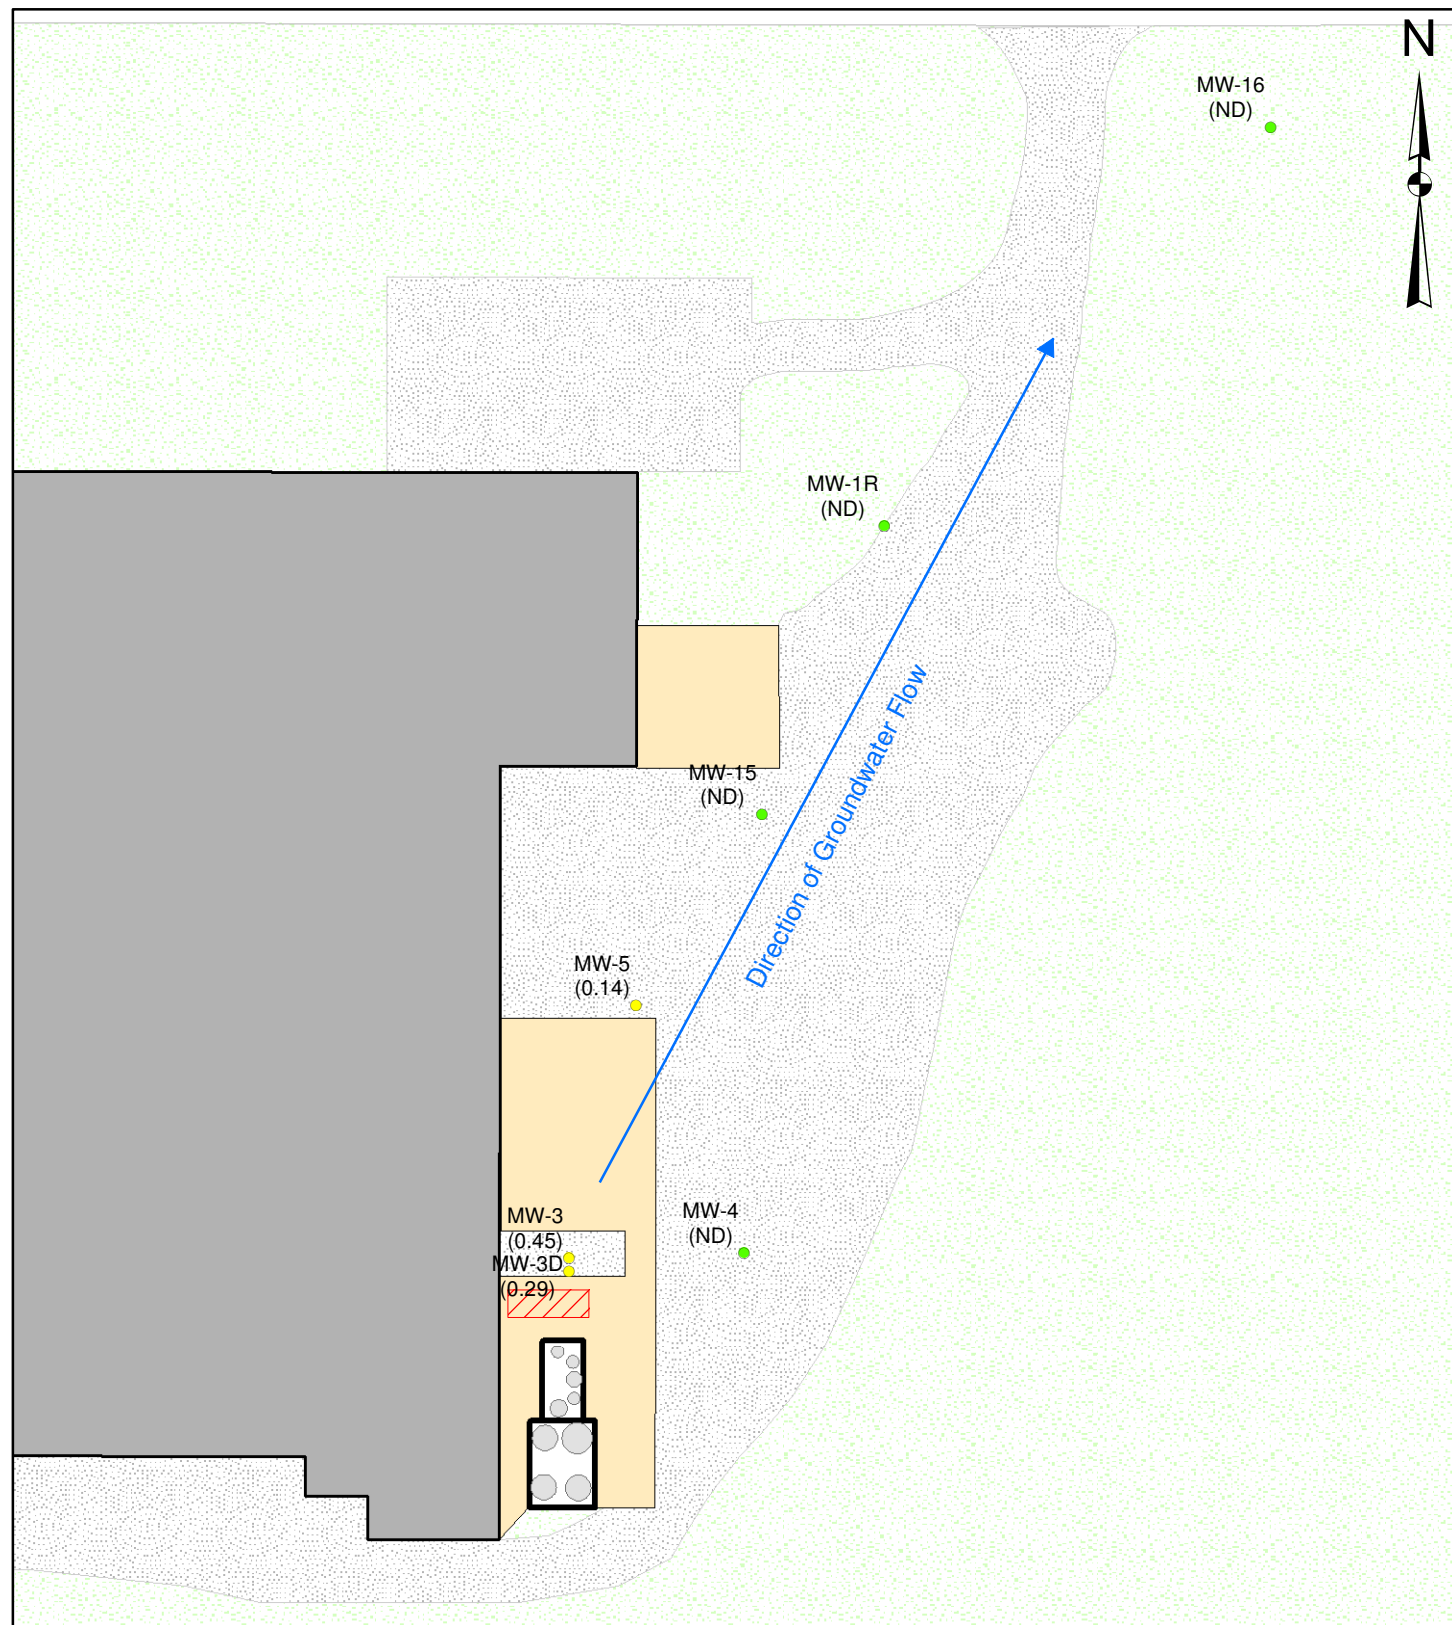 N
MW-16
(ND)
MW-1R
(ND)
Direction of Groundwater Flow
MW-15
(ND)
MW-5
(0.14)
MW-3
(0.45)
MW-3D
(0.29)
MW-4
(ND)